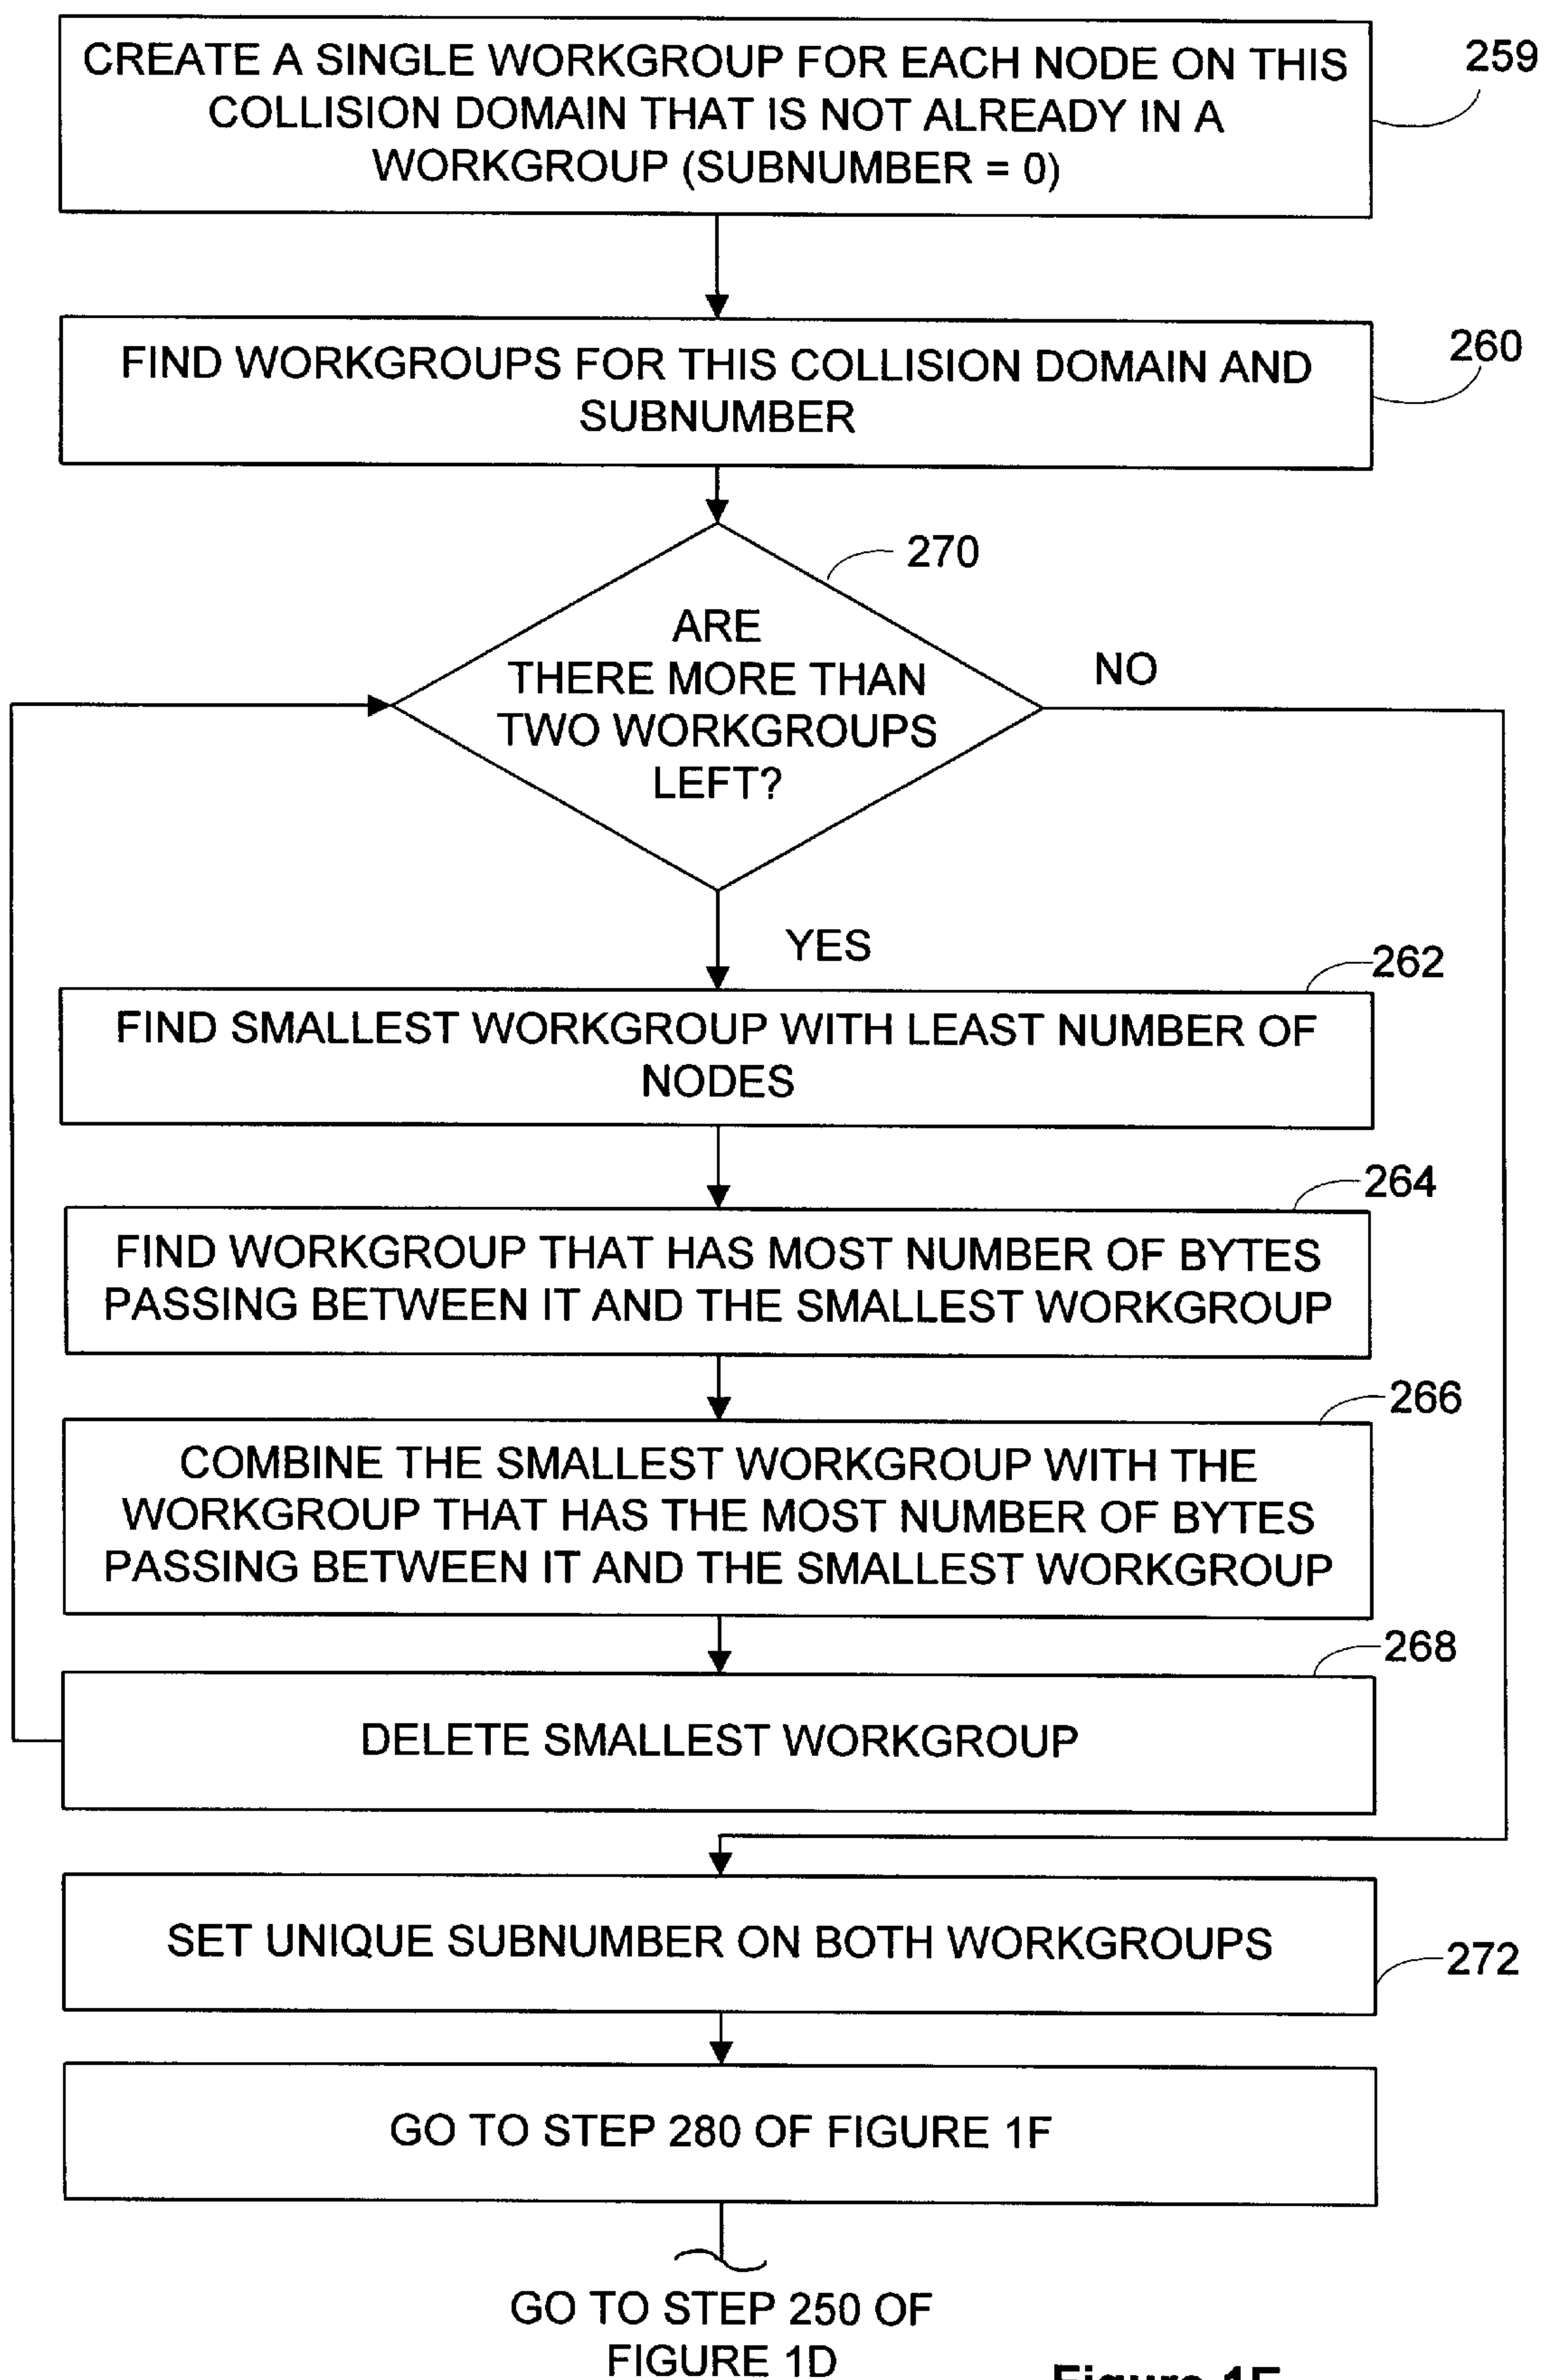 CREATE A SINGLE WORKGROUP FOR EACH NODE ON THIS
COLLISION DOMAIN THAT IS NOT ALREADY IN A
WORKGROUP (SUBNUMBER = 0)
259
FIND WORKGROUPS FOR THIS COLLISION DOMAIN AND
SUBNUMBER
260
270
ARE
THERE MORE THAN
TWO WORKGROUPS
LEFT?
NO
YES
262
FIND SMALLEST WORKGROUP WITH LEAST NUMBER OF
NODES
264
FIND WORKGROUP THAT HAS MOST NUMBER OF BYTES
PASSING BETWEEN IT AND THE SMALLEST WORKGROUP
266
COMBINE THE SMALLEST WORKGROUP WITH THE
WORKGROUP THAT HAS THE MOST NUMBER OF BYTES
PASSING BETWEEN IT AND THE SMALLEST WORKGROUP
268
DELETE SMALLEST WORKGROUP
SET UNIQUE SUBNUMBER ON BOTH WORKGROUPS
272
GO TO STEP 280 OF FIGURE 1F
GO TO STEP 250 OF
FIGURE 1D
Figure